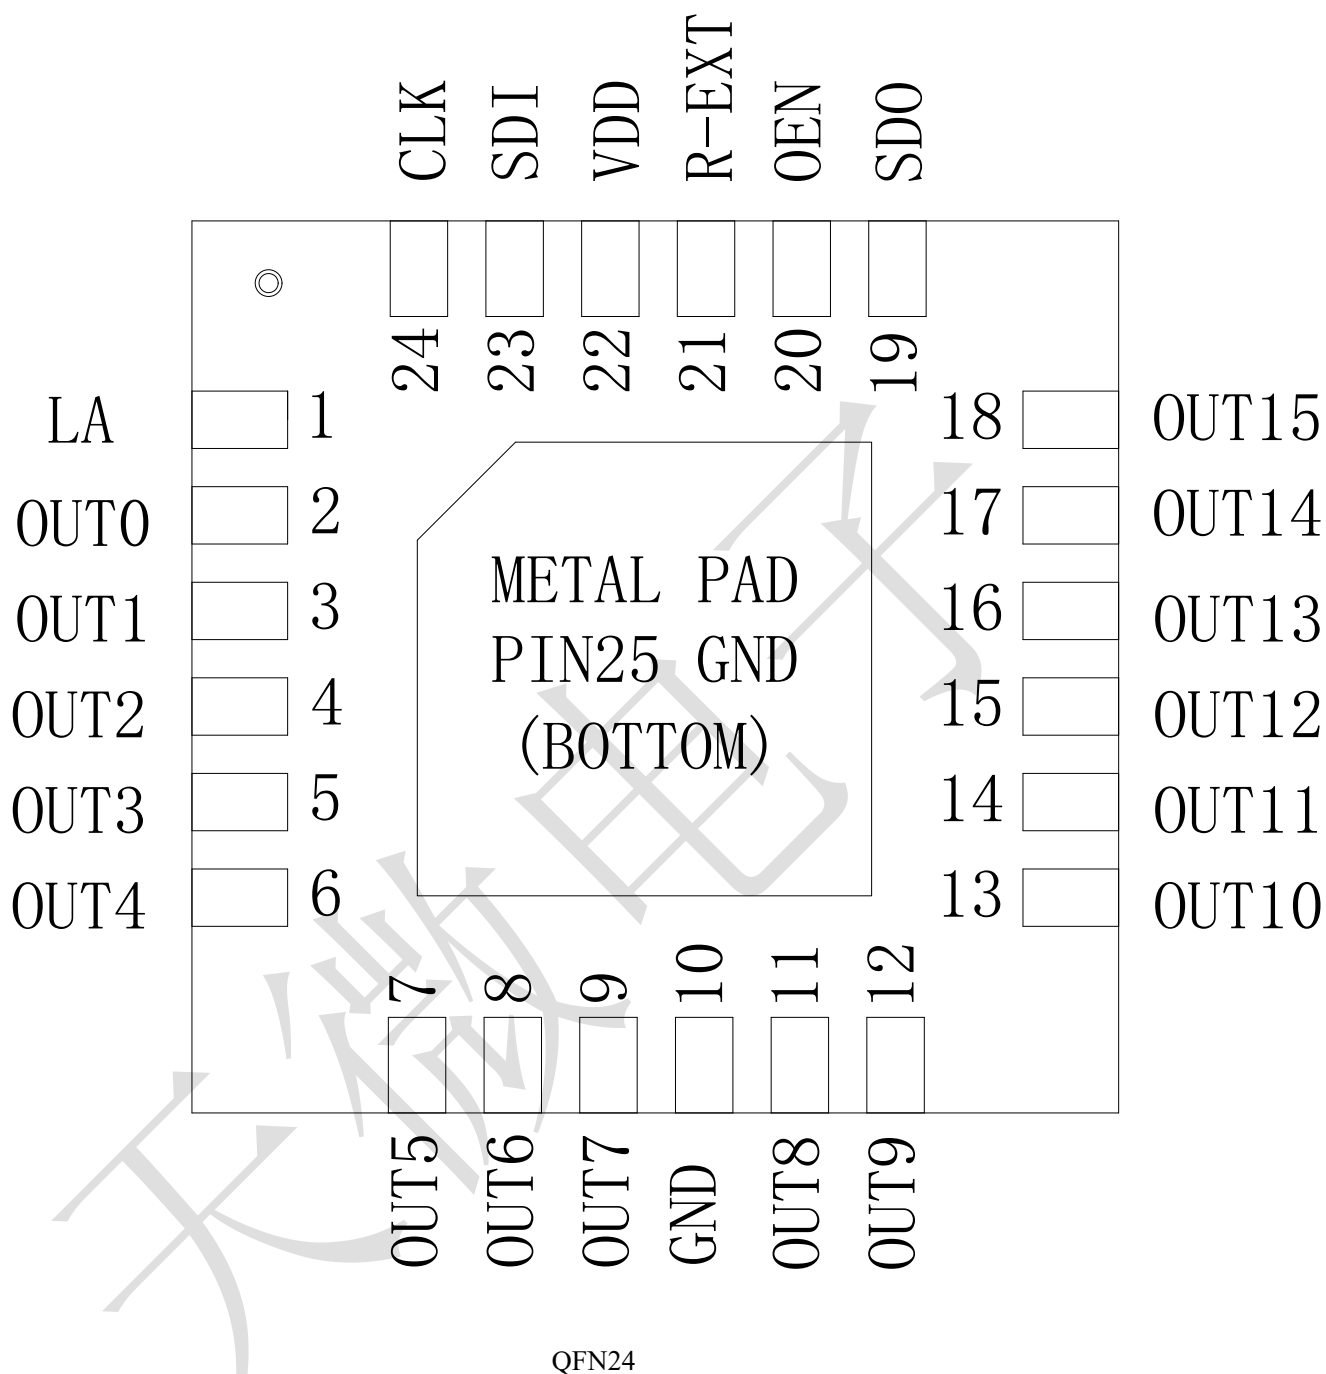 CLK SDI VDD R-EXT OEN SDO
24 23 22 21 20 19
LA 1 18 OUT15
OUT0 2 17 OUT14
OUT1 3 16 OUT13
OUT2 4 15 OUT12
OUT3 5 14 OUT11
OUT4 6 13 OUT10
METAL PAD
PIN25 GND
(BOTTOM)
7 8 9 10 11 12
OUT5 OUT6 OUT7 GND OUT8 OUT9
QFN24
天微电子